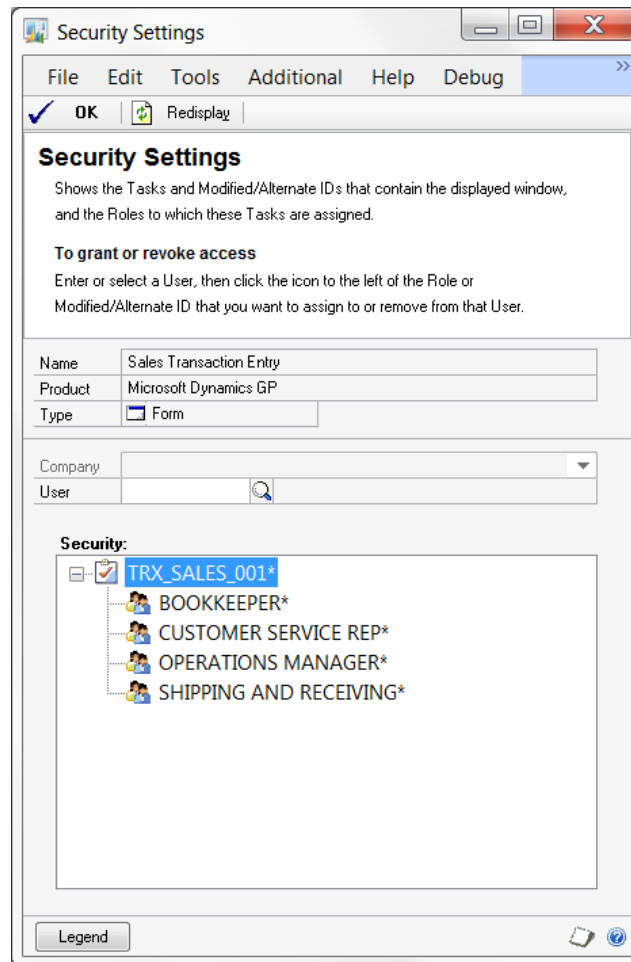 Security Settings
File Edit Tools Additional Help Debug »
OK Redisplay
Security Settings
Shows the Tasks and Modified/Alternate IDs that contain the displayed window,
and the Roles to which these Tasks are assigned.
To grant or revoke access
Enter or select a User, then click the icon to the left of the Role or
Modified/Alternate ID that you want to assign to or remove from that User.
Name Sales Transaction Entry
Product Microsoft Dynamics GP
Type Form
Company
User
Security:
TRX_SALES_001*
BOOKKEEPER*
CUSTOMER SERVICE REP*
OPERATIONS MANAGER*
SHIPPING AND RECEIVING*
Legend